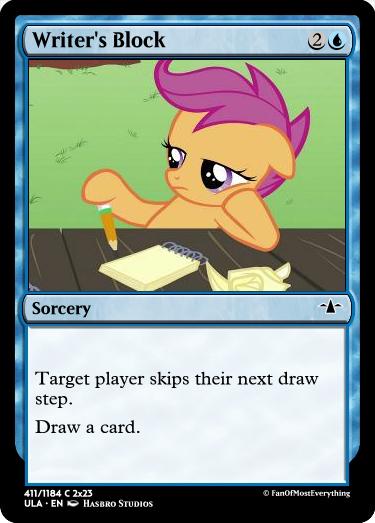 Writer's Block 2
Sorcery
Target player skips their next draw
step.
Draw a card.
411/1184 C 2x23
ULA • EN Hasbro Studios
© FanOfMostEverything